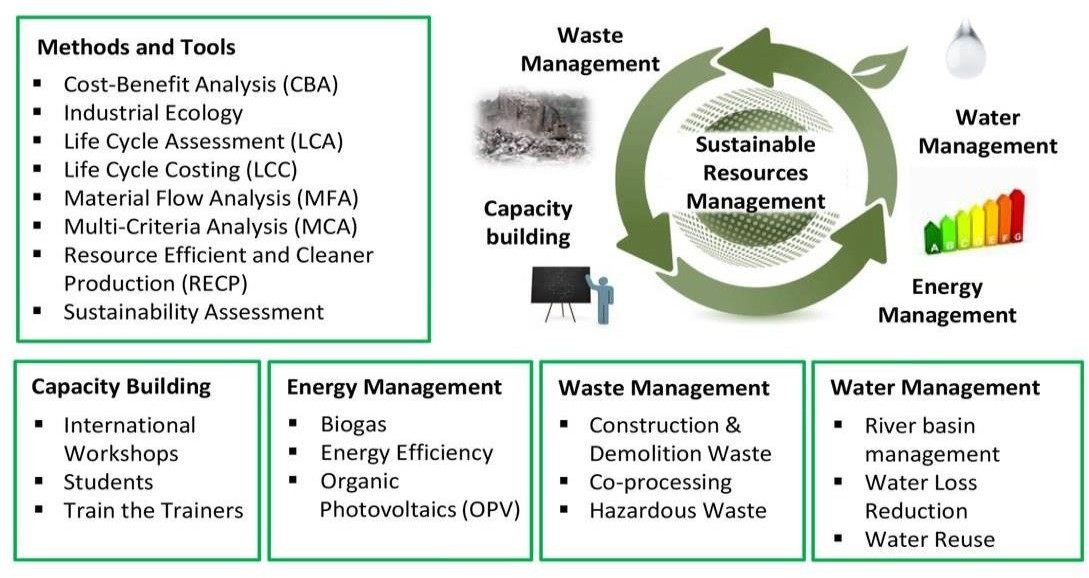 Methods and Tools
▪ Cost-Benefit Analysis (CBA)
▪ Industrial Ecology
▪ Life Cycle Assessment (LCA)
▪ Life Cycle Costing (LCC)
▪ Material Flow Analysis (MFA)
▪ Multi-Criteria Analysis (MCA)
▪ Resource Efficient and Cleaner
Production (RECP)
▪ Sustainability Assessment
Waste
Management
Water
Management
Sustainable
Resources
Management
Capacity
building
A B C D E F G
Energy
Management
Capacity Building
▪ International
Workshops
▪ Students
▪ Train the Trainers
Energy Management
▪ Biogas
▪ Energy Efficiency
▪ Organic
Photovoltaics (OPV)
Waste Management
▪ Construction &
Demolition Waste
▪ Co-processing
▪ Hazardous Waste
Water Management
▪ River basin
management
▪ Water Loss
Reduction
▪ Water Reuse